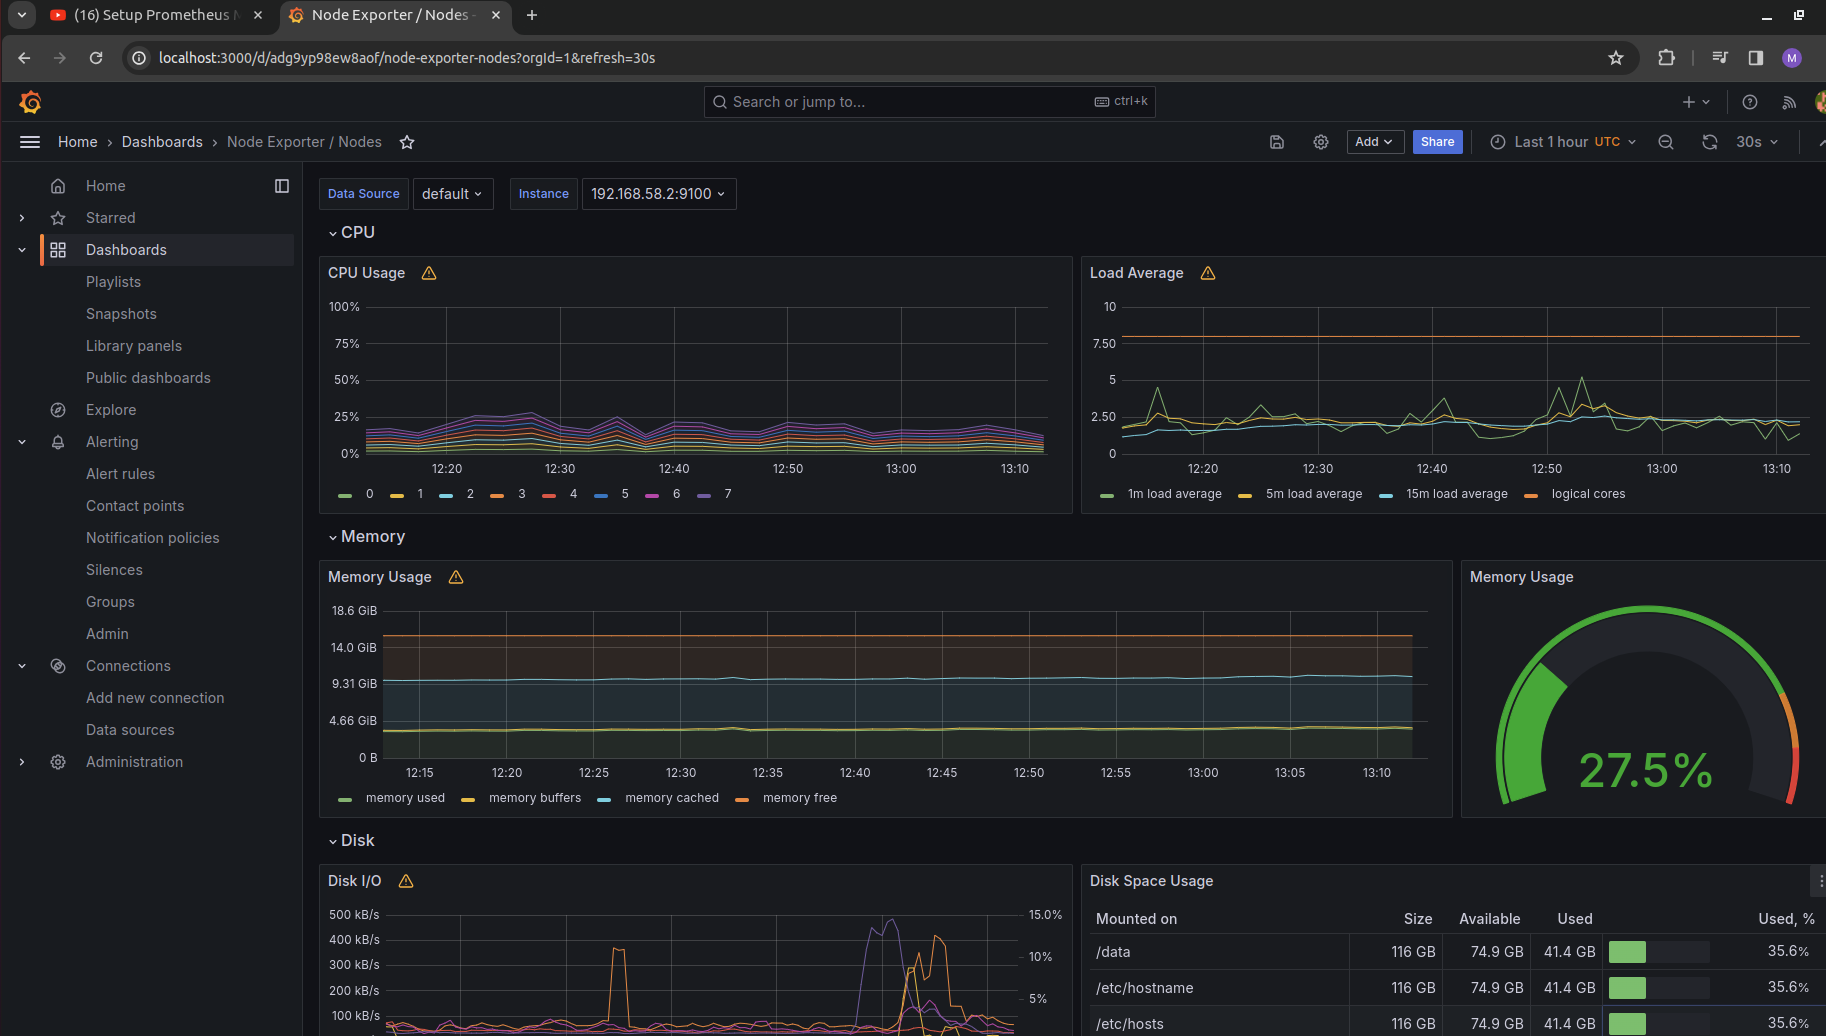 (16) Setup Prometheus M
Node Exporter / Nodes -
localhost:3000/d/adg9yp98ew8aof/node-exporter-nodes?orgId=1&refresh=30s
M
Search or jump to...
ctrl+k
Home › Dashboards › Node Exporter / Nodes
Add
Share
Last 1 hour UTC
30s
Home
Starred
Dashboards
Playlists
Snapshots
Library panels
Public dashboards
Explore
Alerting
Alert rules
Contact points
Notification policies
Silences
Groups
Admin
Connections
Add new connection
Data sources
Administration
Data Source default Instance 192.168.58.2:9100
CPU
CPU Usage
100%
75%
50%
25%
0%
12:20 12:30 12:40 12:50 13:00 13:10
0 1 2 3 4 5 6 7
Load Average
10
7.50
5
2.50
0
12:20 12:30 12:40 12:50 13:00 13:10
1m load average 5m load average 15m load average logical cores
Memory
Memory Usage
18.6 GiB
14.0 GiB
9.31 GiB
4.66 GiB
0 B
12:15 12:20 12:25 12:30 12:35 12:40 12:45 12:50 12:55 13:00 13:05 13:10
memory used memory buffers memory cached memory free
Memory Usage
27.5%
Disk
Disk I/O
500 kB/s
400 kB/s
300 kB/s
200 kB/s
100 kB/s
15.0%
10%
5%
Disk Space Usage
Mounted on Size Available Used Used, %
/data 116 GB 74.9 GB 41.4 GB 35.6%
/etc/hostname 116 GB 74.9 GB 41.4 GB 35.6%
/etc/hosts 116 GB 74.9 GB 41.4 GB 35.6%